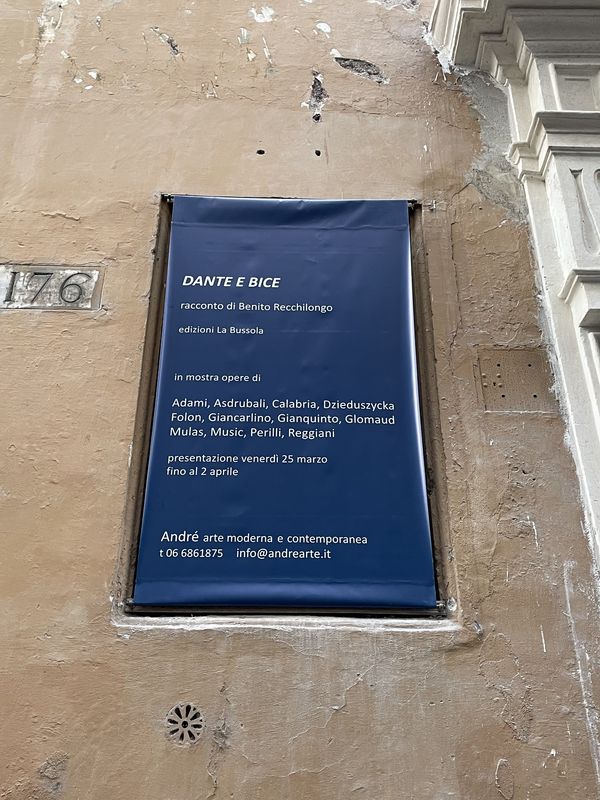 176
DANTE E BICE
racconto di Benito Recchilongo
edizioni La Bussola
in mostra opere di
Adami, Asdrubali, Calabria, Dzieduszycka
Folon, Giancarlino, Gianquinto, Glomaud
Mulas, Music, Perilli, Reggiani
presentazione venerdì 25 marzo
fino al 2 aprile
André arte moderna e contemporanea
t 06 6861875 info@andrearte.it